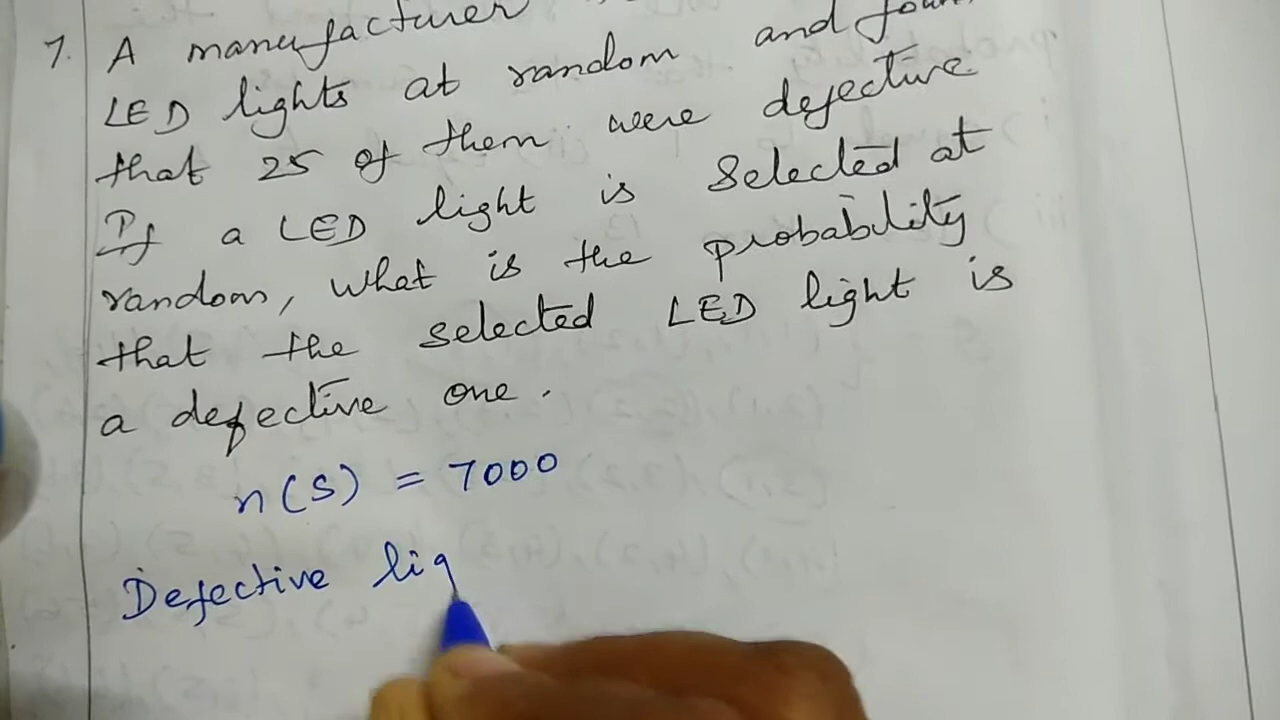 7. A manufacturer
LED lights at random and
that 25 of them were defective
If a LED light is selected at
random, what is the probability
that the selected LED light is
a defective one.
n(S) = 7000
Defective lig